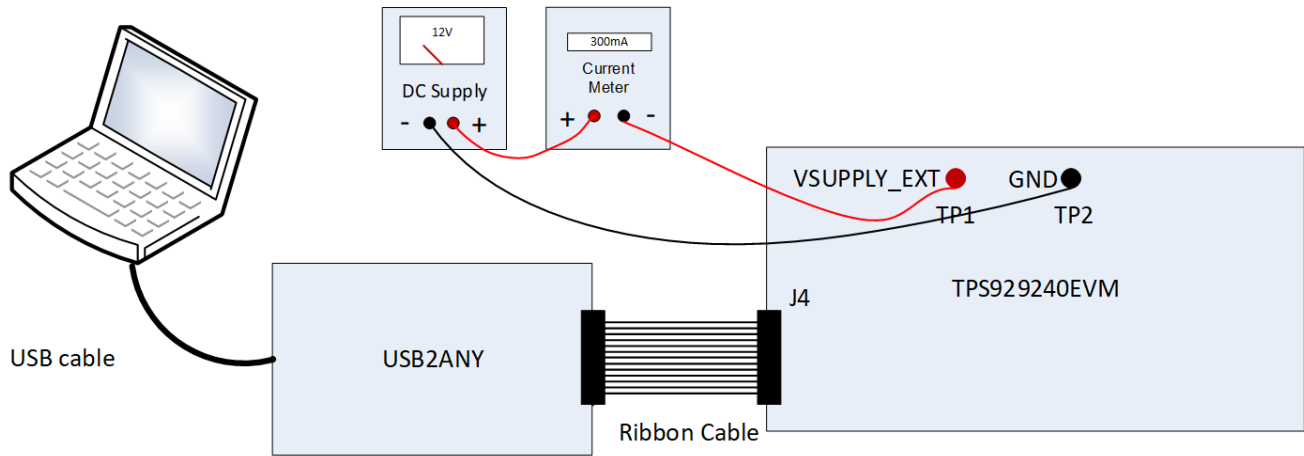 12V
DC Supply
- +
300mA
Current
Meter
+ -
VSUPPLY_EXT
GND
TP1
TP2
J4
TPS929240EVM
USB cable
USB2ANY
Ribbon Cable